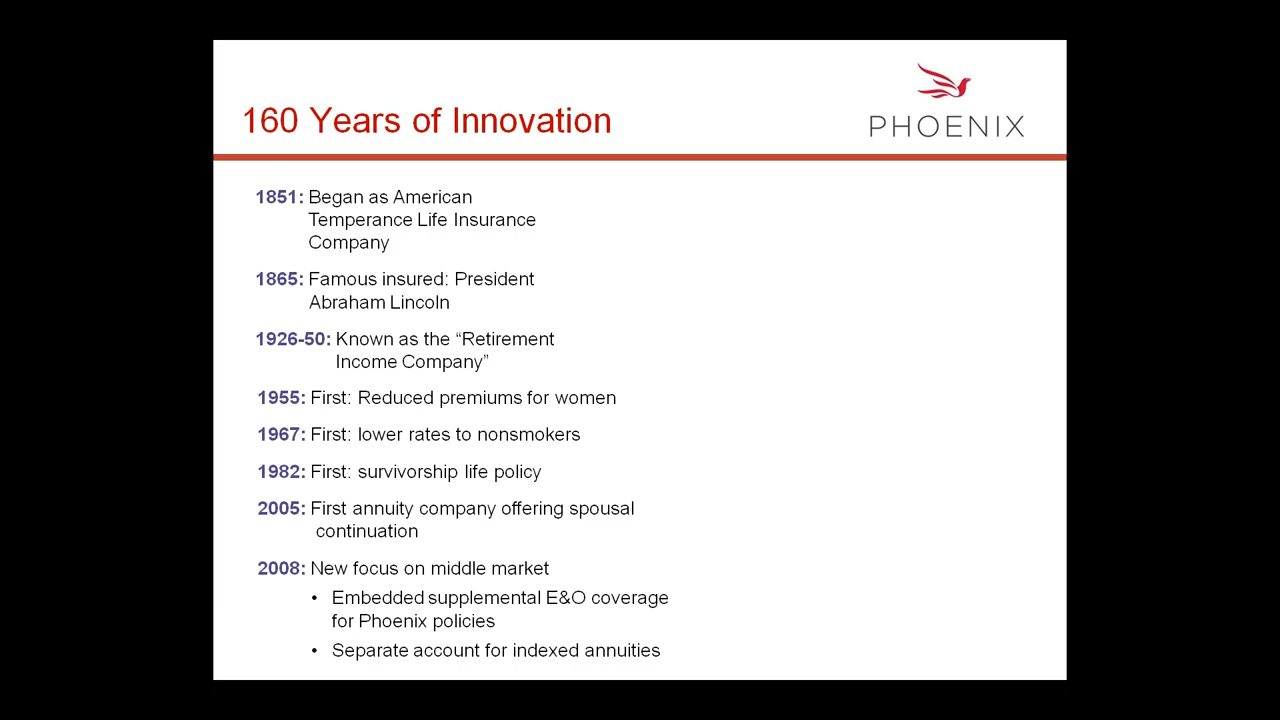 160 Years of Innovation
PHOENIX
1851: Began as American
Temperance Life Insurance
Company
1865: Famous insured: President
Abraham Lincoln
1926-50: Known as the “Retirement
Income Company”
1955: First: Reduced premiums for women
1967: First: lower rates to nonsmokers
1982: First: survivorship life policy
2005: First annuity company offering spousal
continuation
2008: New focus on middle market
• Embedded supplemental E&O coverage
for Phoenix policies
• Separate account for indexed annuities